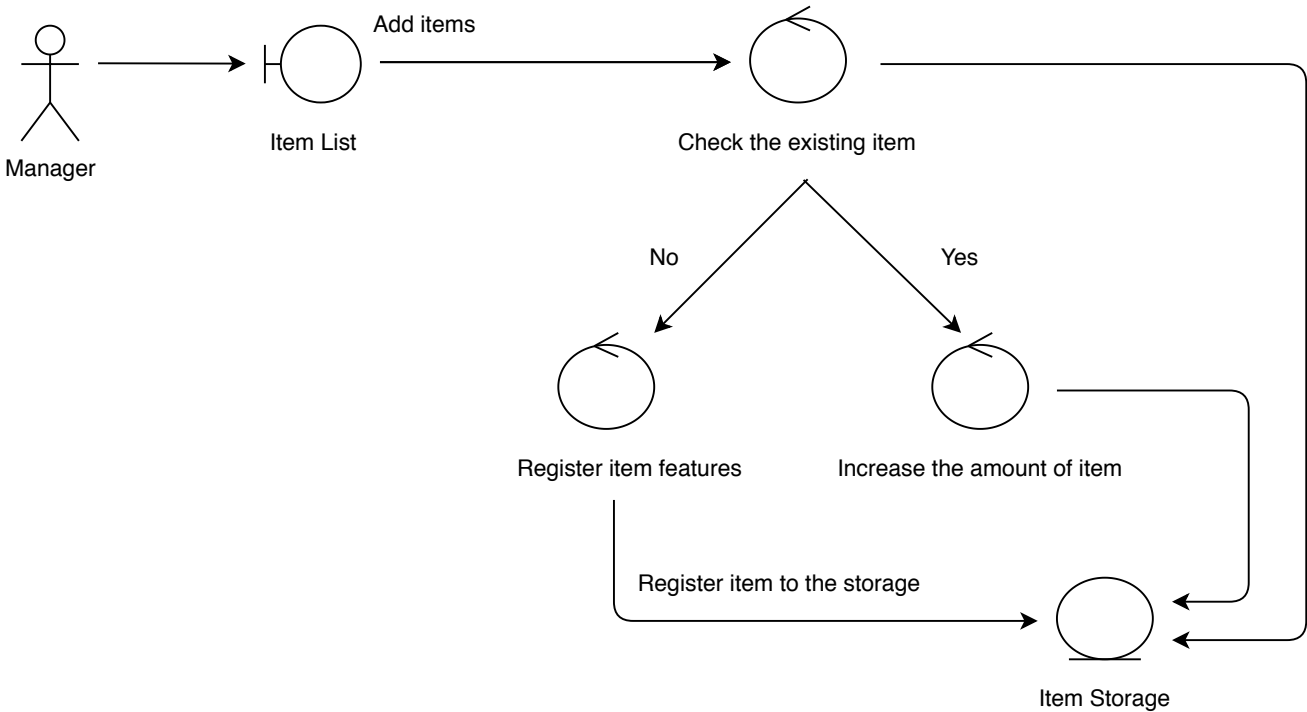 Add items
Manager
Item List
Check the existing item
No
Yes
Register item features
Increase the amount of item
Register item to the storage
Item Storage